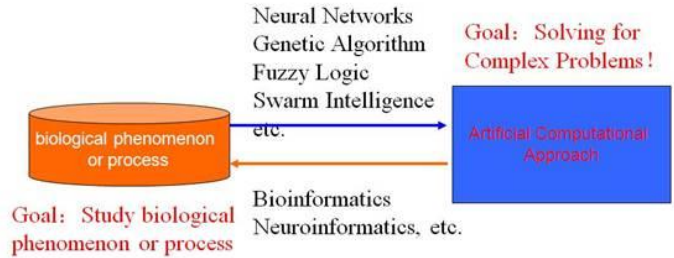 Neural Networks
Genetic Algorithm
Fuzzy Logic
Swarm Intelligence
etc.
Goal: Solving for
Complex Problems!
biological phenomenon
or process
Artificial Computational
Approach
Goal: Study biological
phenomenon or process
Bioinformatics
Neuroinformatics, etc.